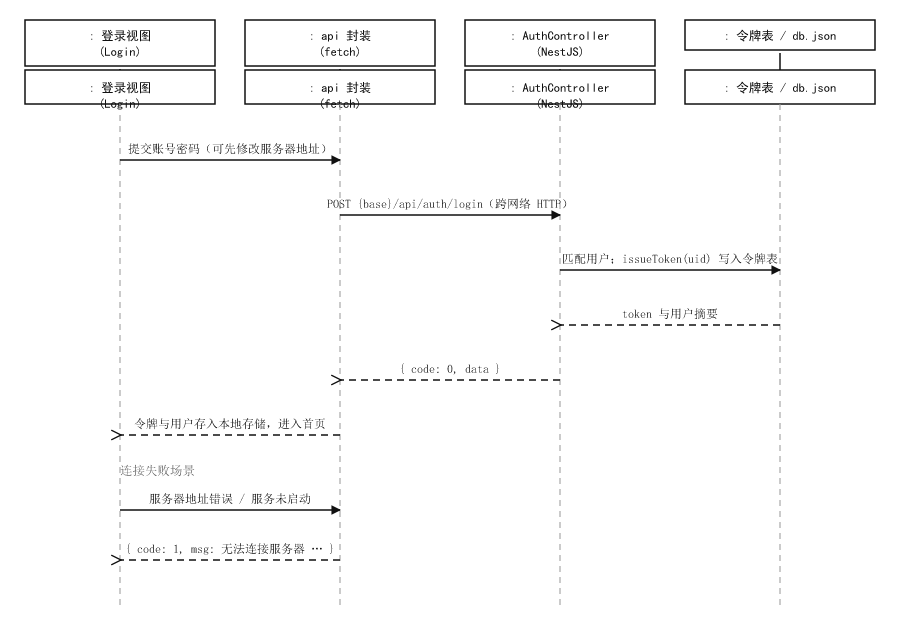 : 登录视图
(Login)
: api 封装
(fetch)
: AuthController
(NestJS)
: 令牌表 / db.json
: 登录视图
(Login)
: api 封装
(fetch)
: AuthController
(NestJS)
: 令牌表 / db.json
提交账号密码（可先修改服务器地址）
POST {base}/api/auth/login（跨网络 HTTP）
匹配用户；issueToken(uid) 写入令牌表
token 与用户摘要
{ code: 0, data }
令牌与用户存入本地存储，进入首页
连接失败场景
服务器地址错误 / 服务未启动
{ code: 1, msg: 无法连接服务器 … }